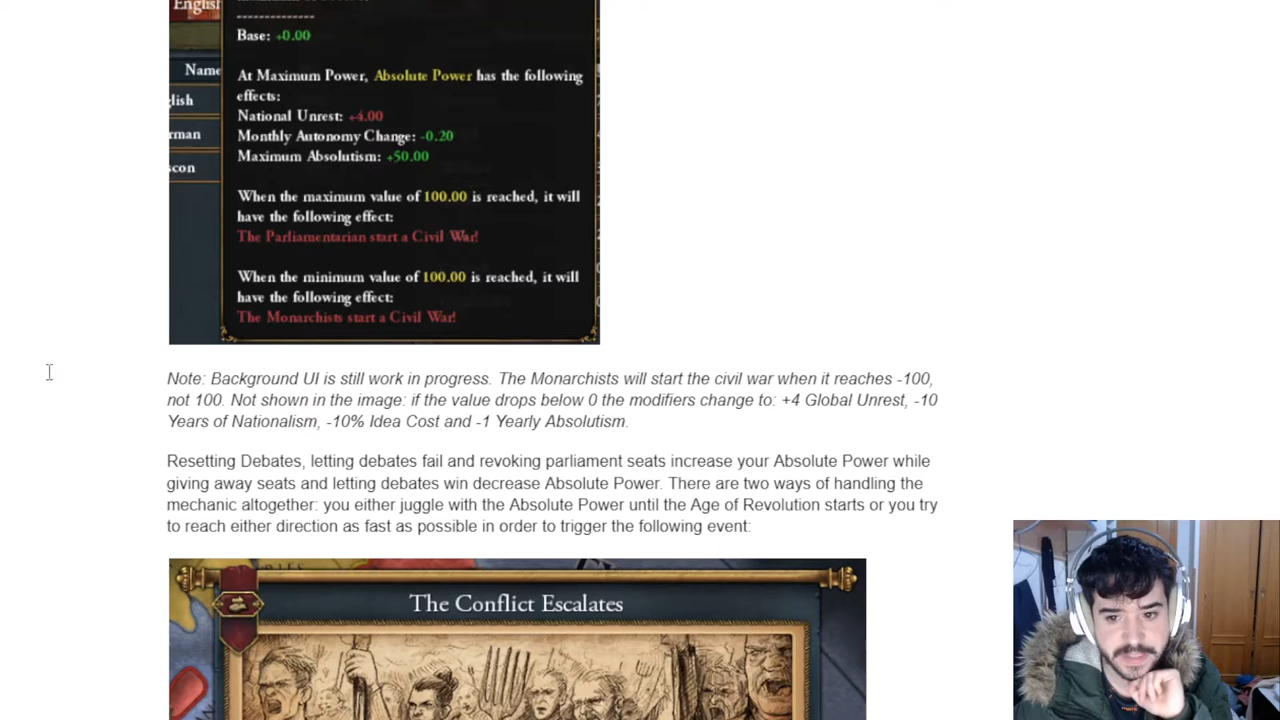 English
Base: +0.00
Name
At Maximum Power, Absolute Power has the following
effects:
glish
National Unrest: +4.00
rman
Monthly Autonomy Change: -0.20
Maximum Absolutism: +50.00
scon
When the maximum value of 100.00 is reached, it will
have the following effect:
The Parliamentarian start a Civil War!
When the minimum value of 100.00 is reached, it will
have the following effect:
The Monarchists start a Civil War!
Note: Background UI is still work in progress. The Monarchists will start the civil war when it reaches -100,
not 100. Not shown in the image: if the value drops below 0 the modifiers change to: +4 Global Unrest, -10
Years of Nationalism, -10% Idea Cost and -1 Yearly Absolutism.
Resetting Debates, letting debates fail and revoking parliament seats increase your Absolute Power while
giving away seats and letting debates win decrease Absolute Power. There are two ways of handling the
mechanic altogether: you either juggle with the Absolute Power until the Age of Revolution starts or you try
to reach either direction as fast as possible in order to trigger the following event:
The Conflict Escalates